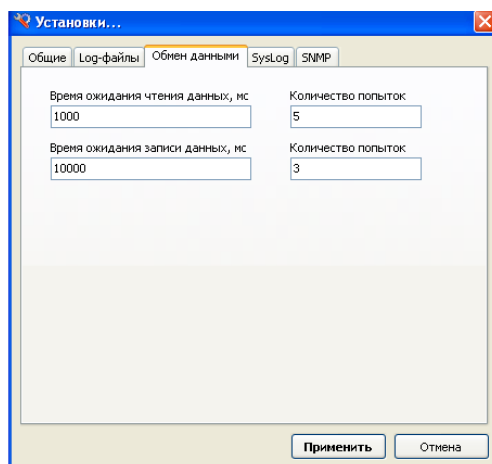 Установки...
Общие Log-файлы Обмен данными SysLog SNMP
Время ожидания чтения данных, мс Количество попыток
1000 5
Время ожидания записи данных, мс Количество попыток
10000 3
Применить Отмена